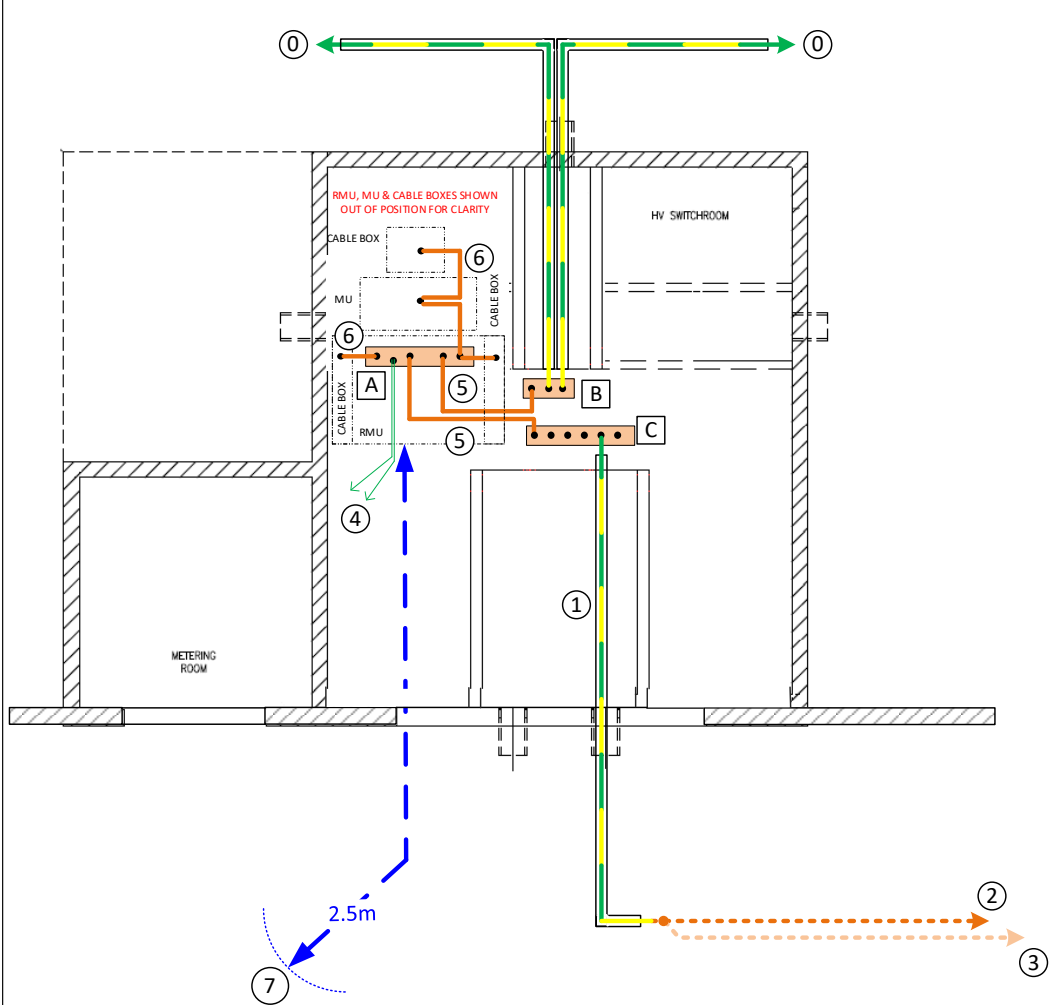 0
0
RMU, MU & CABLE BOXES SHOWN
OUT OF POSITION FOR CLARITY
HV SWITCHROOM
CABLE BOX
6
MU
CABLE BOX
6
A
5
B
CABLE BOX
RMU
5
C
4
1
METERING
ROOM
2
2.5m
3
7